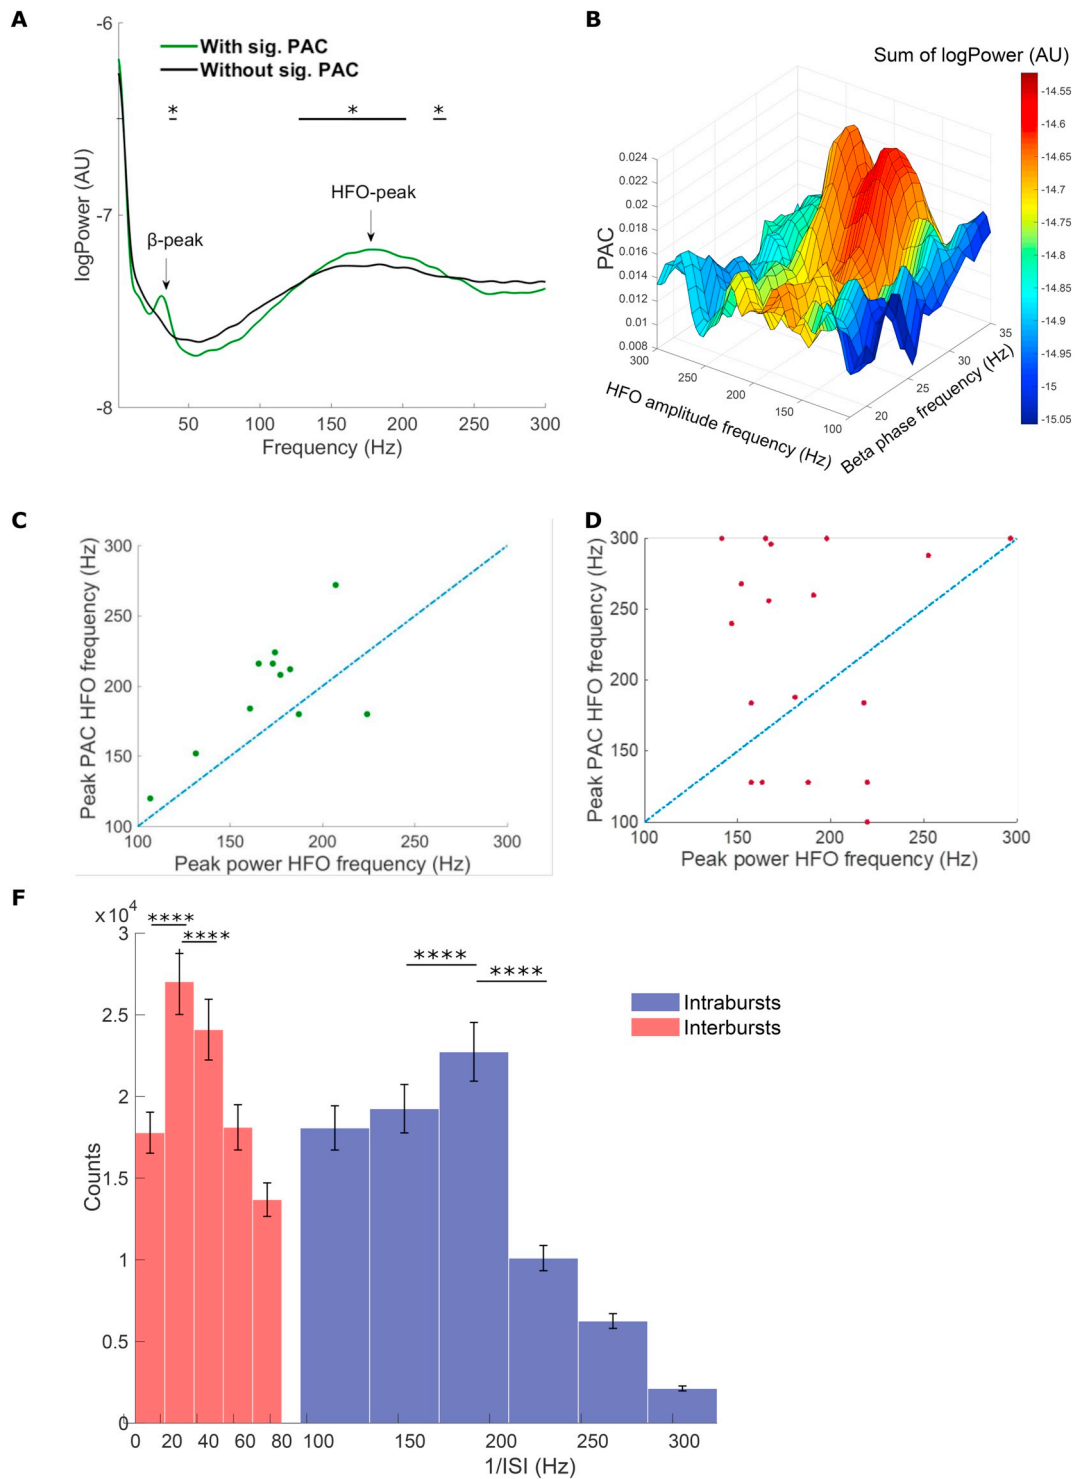 A
-6
With sig. PAC
Without sig. PAC
*
*
*
logPower (AU)
-7
HFO-peak
β-peak
-8
50
100
150
200
250
300
Frequency (Hz)
B
Sum of logPower (AU)
-14.55
-14.6
-14.65
-14.7
-14.75
-14.8
-14.85
-14.9
-14.95
-15
-15.05
0.024
0.022
0.02
0.018
0.016
0.014
0.012
0.01
0.008
PAC
300
250
200
150
100
HFO amplitude frequency (Hz)
20
25
30
35
Beta phase frequency (Hz)
C
300
250
200
150
100
Peak PAC HFO frequency (Hz)
100
150
200
250
300
Peak power HFO frequency (Hz)
D
300
250
200
150
100
Peak PAC HFO frequency (Hz)
100
150
200
250
300
Peak power HFO frequency (Hz)
F
x10⁴
****
****
****
****
3
2.5
2
1.5
1
0.5
0
Counts
Intrabursts
Interbursts
0 20 40 60 80 100 150 200 250 300
1/ISI (Hz)